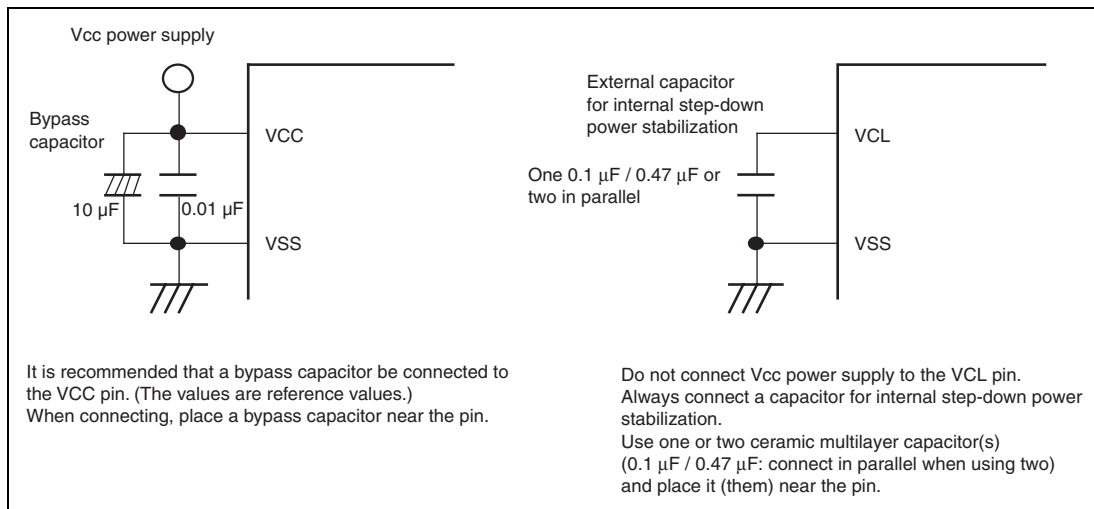 Vcc power supply
Bypass
capacitor
VCC
10 µF
0.01 µF
VSS
It is recommended that a bypass capacitor be connected to
the VCC pin. (The values are reference values.)
When connecting, place a bypass capacitor near the pin.
External capacitor
for internal step-down
power stabilization
VCL
One 0.1 µF / 0.47 µF or
two in parallel
VSS
Do not connect Vcc power supply to the VCL pin.
Always connect a capacitor for internal step-down power
stabilization.
Use one or two ceramic multilayer capacitor(s)
(0.1 µF / 0.47 µF: connect in parallel when using two)
and place it (them) near the pin.